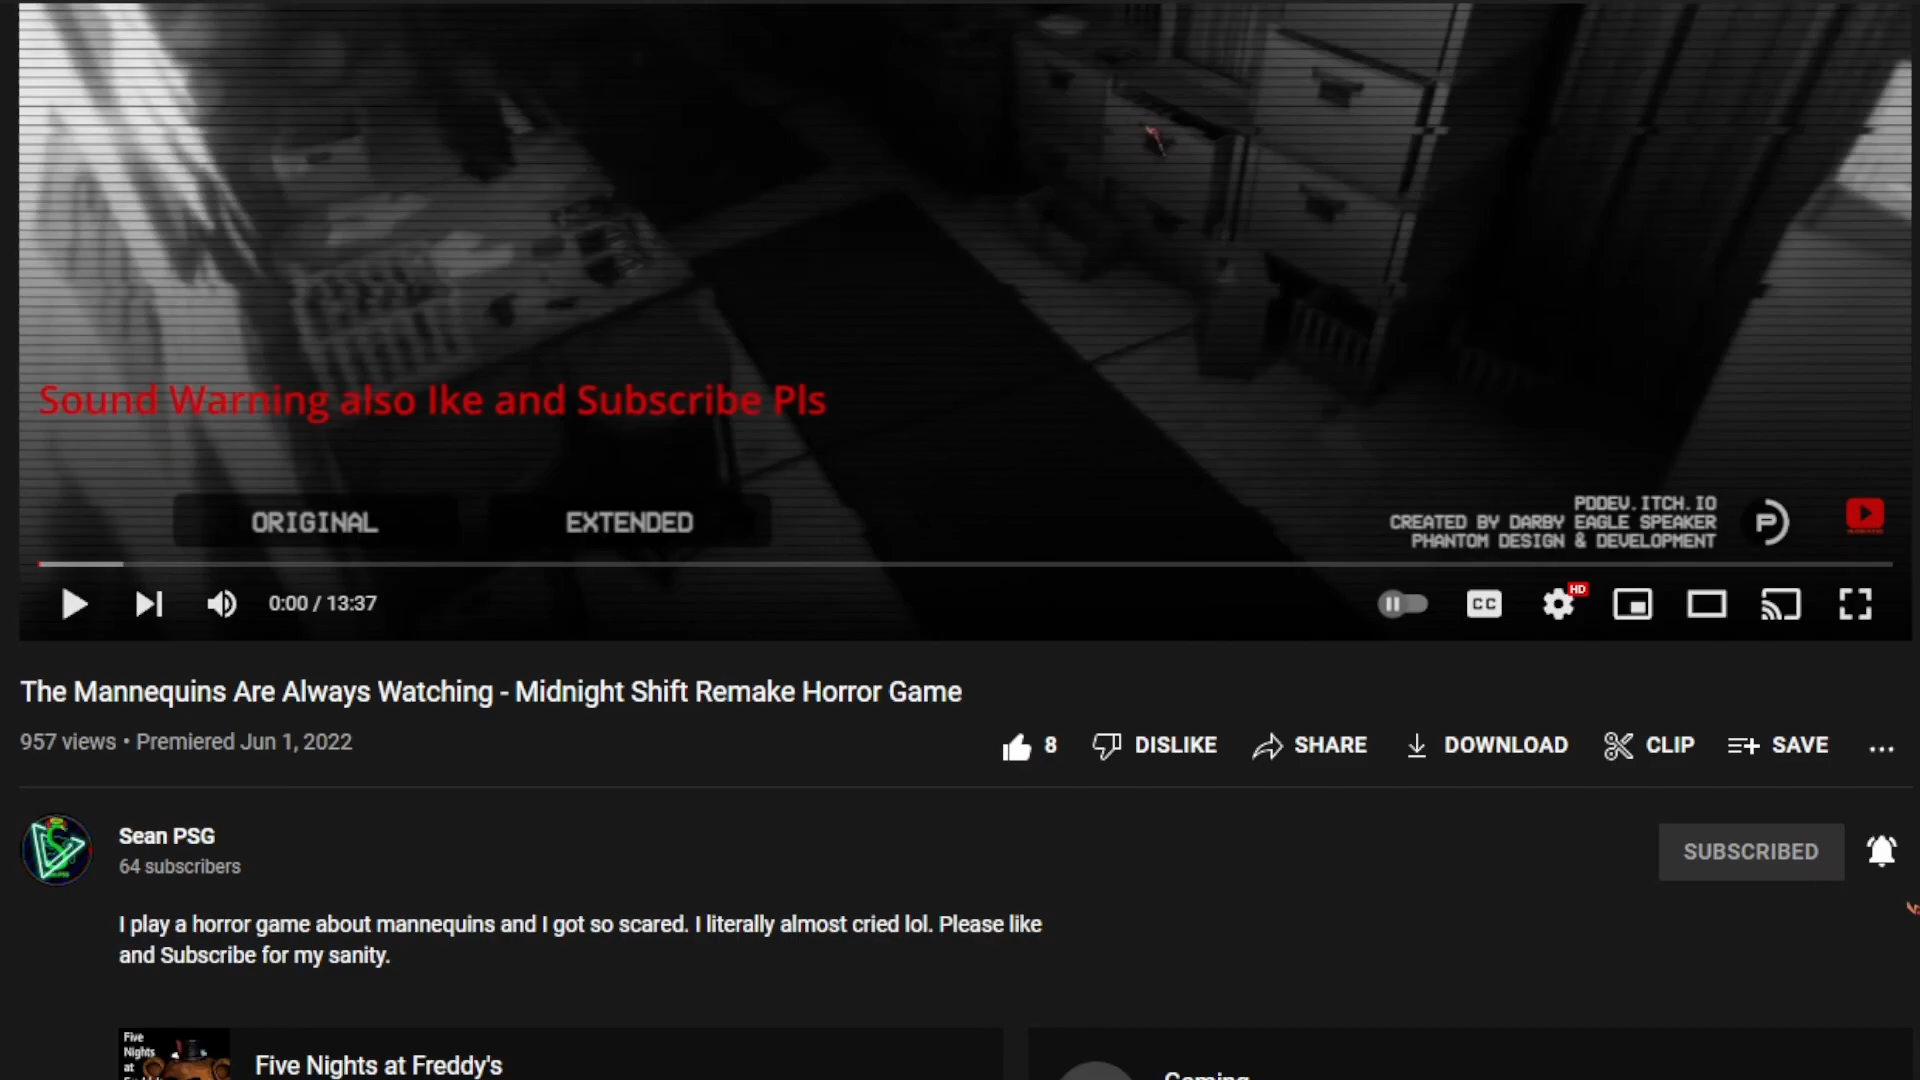 Sound Warning also Ike and Subscribe Pls
ORIGINAL
EXTENDED
PDDEV.ITCH.IO
CREATED BY DARBY EAGLE SPEAKER
PHANTOM DESIGN & DEVELOPMENT
P
0:00 / 13:37
CC
HD
The Mannequins Are Always Watching - Midnight Shift Remake Horror Game
957 views • Premiered Jun 1, 2022
8
DISLIKE
SHARE
DOWNLOAD
CLIP
SAVE
Sean PSG
64 subscribers
SUBSCRIBED
I play a horror game about mannequins and I got so scared. I literally almost cried lol. Please like
and Subscribe for my sanity.
Five
Nights
at
Five Nights at Freddy's
Gaming